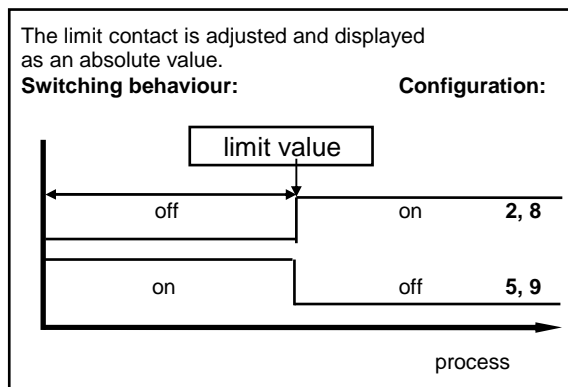 The limit contact is adjusted and displayed
as an absolute value.
Switching behaviour: Configuration:
limit value
off on 2, 8
on off 5, 9
process